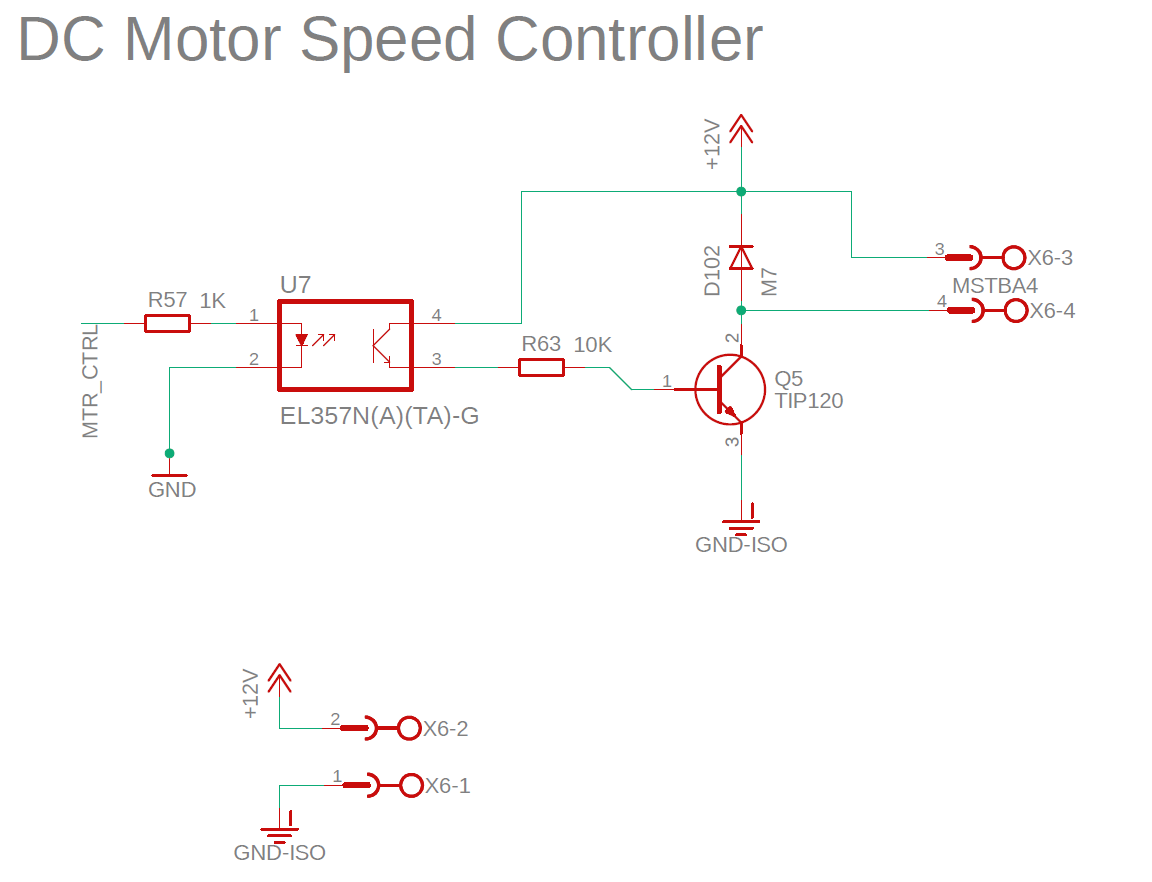 DC Motor Speed Controller
+12V
D102
M7
3
X6-3
MSTBA4
4
X6-4
U7
R57 1K
1
4
2
3
MTR_CTRL
R63 10K
EL357N(A)(TA)-G
1
2
Q5
TIP120
3
GND
GND-ISO
+12V
2
X6-2
1
X6-1
GND-ISO